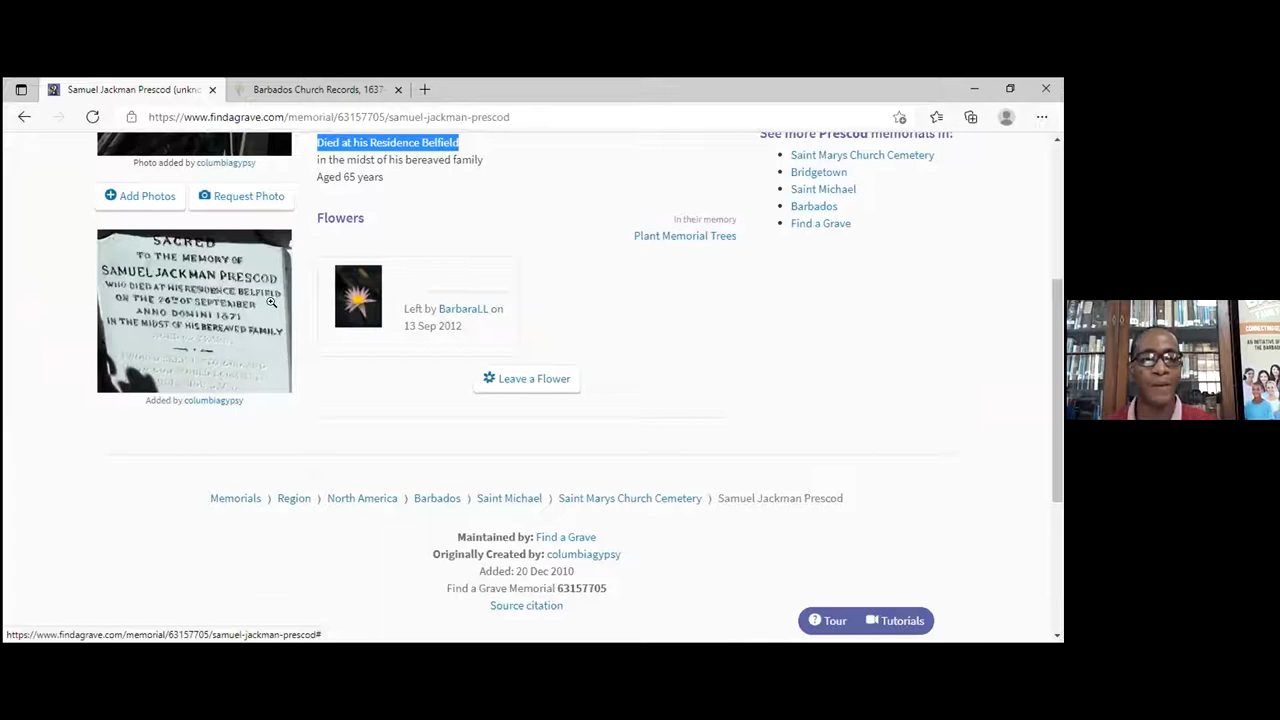 Samuel Jackman Prescod (unkno
Barbados Church Records, 1637-
https://www.findagrave.com/memorial/63157705/samuel-jackman-prescod
Photo added by columbiagypsy
Add Photos
Request Photo
SACRED
TO THE MEMORY OF
SAMUEL JACKMAN PRESCOD
WHO DIED AT HIS RESIDENCE BELFIELD
ON THE 26TH OF SEPTEMBER
ANNO DOMINI 1871
IN THE MIDST OF HIS BEREAVED FAMILY
Added by columbiagypsy
Died at his Residence Belfield
in the midst of his bereaved family
Aged 65 years
Flowers
In their memory
Plant Memorial Trees
Left by BarbaraLL on
13 Sep 2012
Leave a Flower
See more Prescod memorials in:
Saint Marys Church Cemetery
Bridgetown
Saint Michael
Barbados
Find a Grave
Memorials ⟩ Region ⟩ North America ⟩ Barbados ⟩ Saint Michael ⟩ Saint Marys Church Cemetery ⟩ Samuel Jackman Prescod
Maintained by: Find a Grave
Originally Created by: columbiagypsy
Added: 20 Dec 2010
Find a Grave Memorial 63157705
Source citation
Tour
Tutorials
https://www.findagrave.com/memorial/63157705/samuel-jackman-prescod#
CONNECTING
AN INITIATIVE OF
THE BARBAD